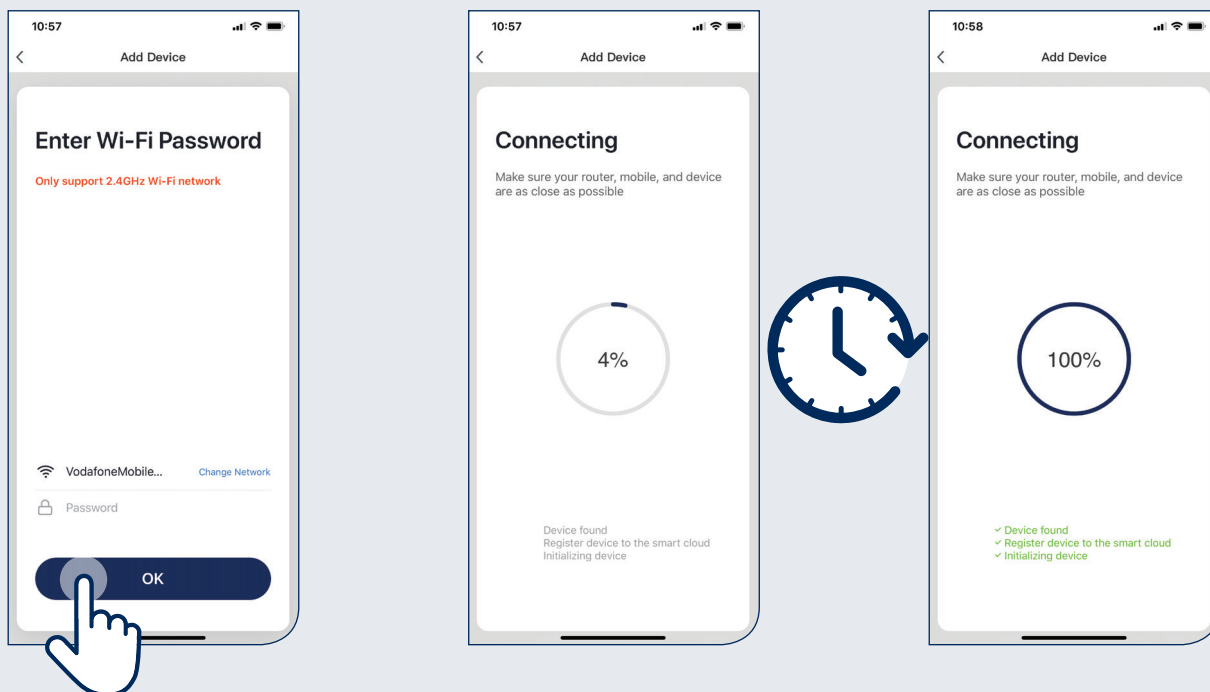 10:57
Add Device
Enter Wi-Fi Password
Only support 2.4GHz Wi-Fi network
VodafoneMobile...
Change Network
Password
OK
10:57
Add Device
Connecting
Make sure your router, mobile, and device
are as close as possible
4%
Device found
Register device to the smart cloud
Initializing device
10:58
Add Device
Connecting
Make sure your router, mobile, and device
are as close as possible
100%
✓ Device found
✓ Register device to the smart cloud
✓ Initializing device